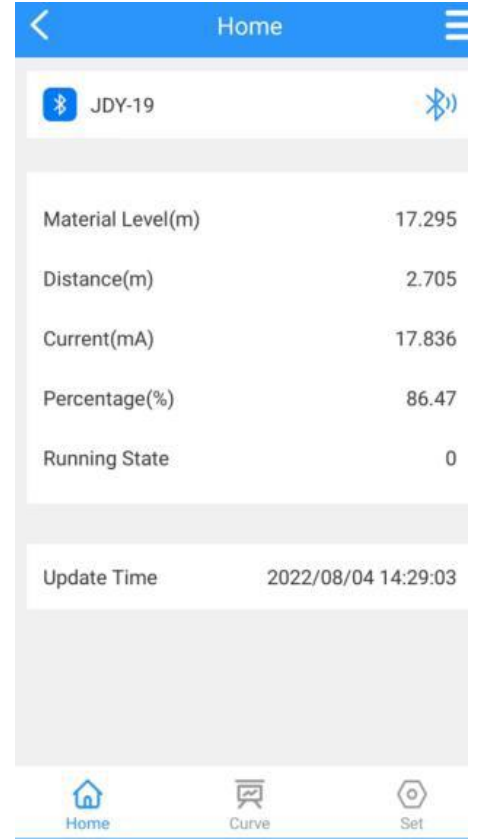 Home
JDY-19
Material Level(m) 17.295
Distance(m) 2.705
Current(mA) 17.836
Percentage(%) 86.47
Running State 0
Update Time 2022/08/04 14:29:03
Home Curve Set